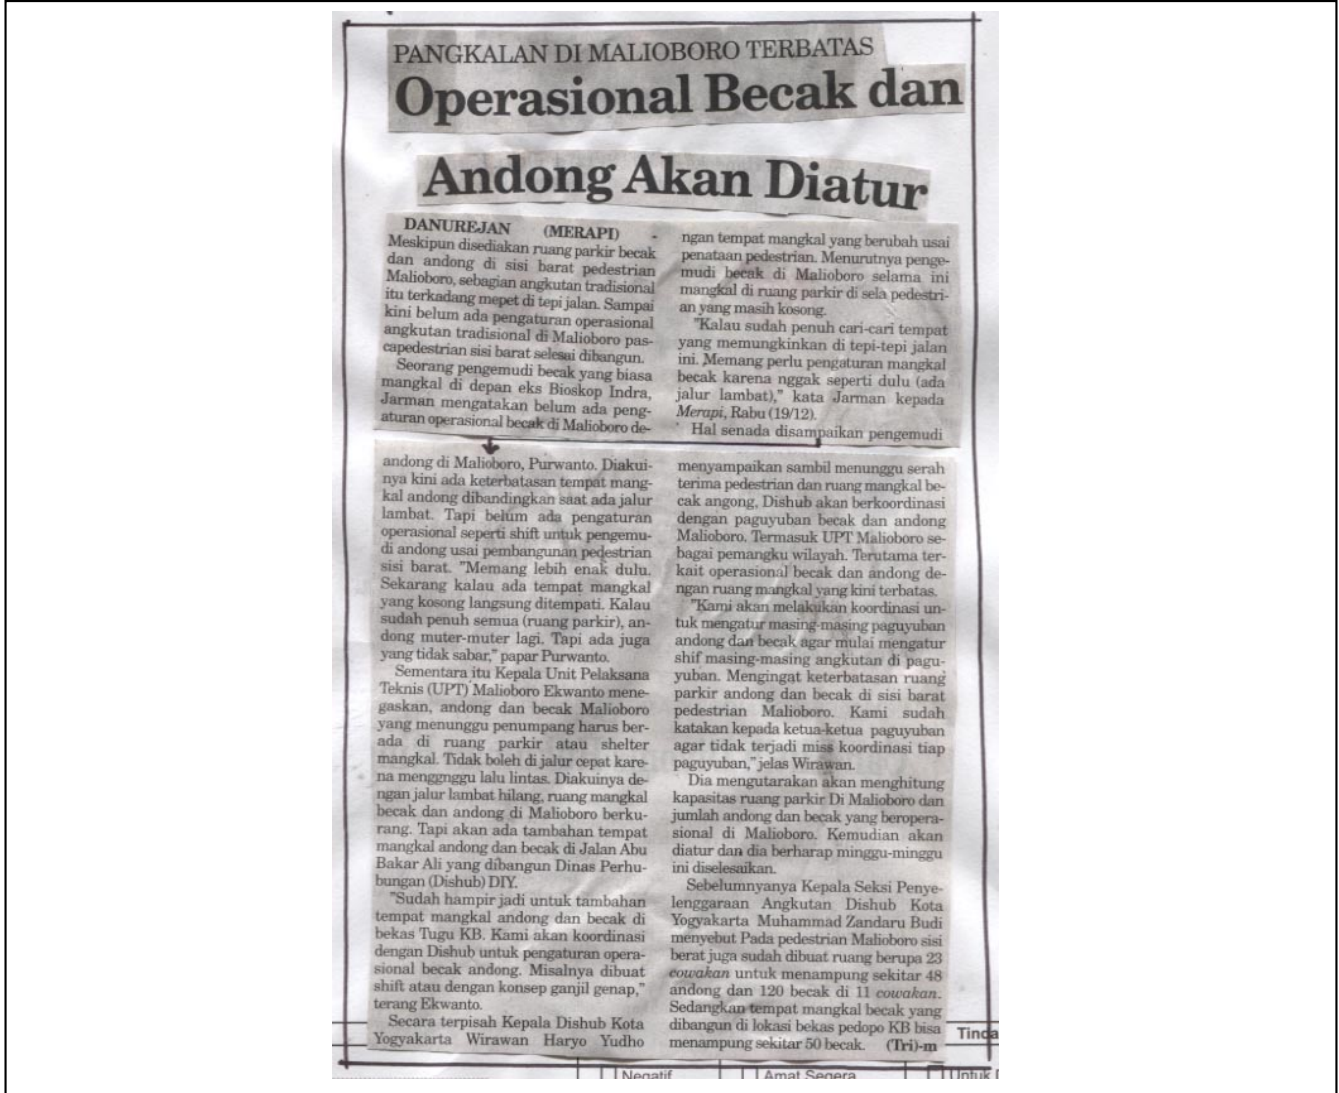 PANGKALAN DI MALIOBORO TERBATAS
Operasional Becak dan
Andong Akan Diatur
DANUREJAN (MERAPI) -
Meskipun disediakan ruang parkir becak
dan andong di sisi barat pedestrian
Malioboro, sebagian angkutan tradisional
itu terkadang mepet di tepi jalan. Sampai
kini belum ada pengaturan operasional
angkutan tradisional di Malioboro pas-
capedestrian sisi barat selesai dibangun.
Seorang pengemudi becak yang biasa
mangkal di depan eks Bioskop Indra,
Jarman mengatakan belum ada peng-
aturan operasional becak di Malioboro de-
ngan tempat mangkal yang berubah usai
penataan pedestrian. Menurutnya penge-
mudi becak di Malioboro selama ini
mangkal di ruang parkir di sela pedestri-
an yang masih kosong.
"Kalau sudah penuh cari-cari tempat
yang memungkinkan di tepi-tepi jalan
ini. Memang perlu pengaturan mangkal
becak karena nggak seperti dulu (ada
jalur lambat)," kata Jarman kepada
Merapi, Rabu (19/12).
Hal senada disampaikan pengemudi
andong di Malioboro, Purwanto. Diakui-
nya kini ada keterbatasan tempat mang-
kal andong dibandingkan saat ada jalur
lambat. Tapi belum ada pengaturan
operasional seperti shift untuk pengemu-
di andong usai pembangunan pedestrian
sisi barat. "Memang lebih enak dulu.
Sekarang kalau ada tempat mangkal
yang kosong langsung ditempati. Kalau
sudah penuh semua (ruang parkir), an-
dong muter-muter lagi. Tapi ada juga
yang tidak sabar," papar Purwanto.
Sementara itu Kepala Unit Pelaksana
Teknis (UPT) Malioboro Ekwanto mene-
gaskan, andong dan becak Malioboro
yang menunggu penumpang harus ber-
ada di ruang parkir atau shelter
mangkal. Tidak boleh di jalur cepat kare-
na menggnggu lalu lintas. Diakuinya de-
ngan jalur lambat hilang, ruang mangkal
becak dan andong di Malioboro berku-
rang. Tapi akan ada tambahan tempat
mangkal andong dan becak di Jalan Abu
Bakar Ali yang dibangun Dinas Perhu-
bungan (Dishub) DIY.
"Sudah hampir jadi untuk tambahan
tempat mangkal andong dan becak di
bekas Tugu KB. Kami akan koordinasi
dengan Dishub untuk pengaturan opera-
sional becak andong. Misalnya dibuat
shift atau dengan konsep ganjil genap,"
terang Ekwanto.
Secara terpisah Kepala Dishub Kota
Yogyakarta Wirawan Haryo Yudho
menyampaikan sambil menunggu serah
terima pedestrian dan ruang mangkal be-
cak angong, Dishub akan berkoordinasi
dengan paguyuban becak dan andong
Malioboro. Termasuk UPT Malioboro se-
bagai pemangku wilayah. Terutama ter-
kait operasional becak dan andong de-
ngan ruang mangkal yang kini terbatas.
"Kami akan melakukan koordinasi un-
tuk mengatur masing-masing paguyuban
andong dan becak agar mulai mengatur
shif masing-masing angkutan di pagu-
yuban. Mengingat keterbatasan ruang
parkir andong dan becak di sisi barat
pedestrian Malioboro. Kami sudah
katakan kepada ketua-ketua paguyuban
agar tidak terjadi miss koordinasi tiap
paguyuban," jelas Wirawan.
Dia mengutarakan akan menghitung
kapasitas ruang parkir Di Malioboro dan
jumlah andong dan becak yang beropera-
sional di Malioboro. Kemudian akan
diatur dan dia berharap minggu-minggu
ini diselesaikan.
Sebelumnyanya Kepala Seksi Penye-
lenggaraan Angkutan Dishub Kota
Yogyakarta Muhammad Zandaru Budi
menyebut Pada pedestrian Malioboro sisi
berat juga sudah dibuat ruang berupa 23
cowakan untuk menampung sekitar 48
andong dan 120 becak di 11 cowakan.
Sedangkan tempat mangkal becak yang
dibangun di lokasi bekas pedopo KB bisa
menampung sekitar 50 becak. (Tri)-m
Tinda
Negatif
Amat Segera
Untuk